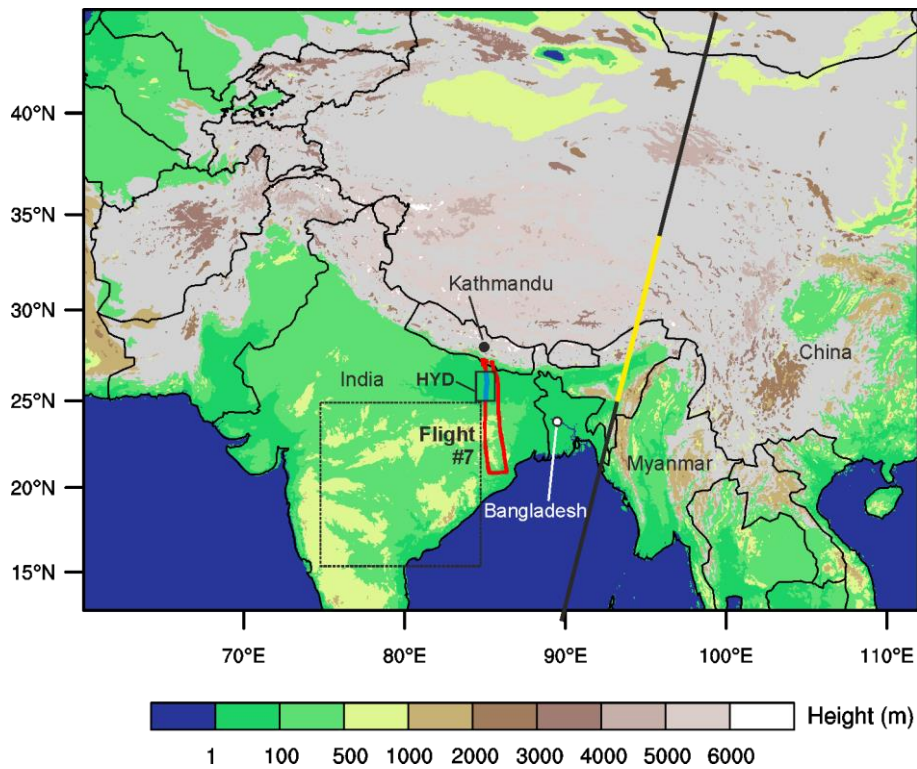 40°N
35°N
30°N
25°N
20°N
15°N
Kathmandu
China
India
HYD
Flight
#7
Myanmar
Bangladesh
70°E 80°E 90°E 100°E 110°E
Height (m)
1 100 500 1000 2000 3000 4000 5000 6000